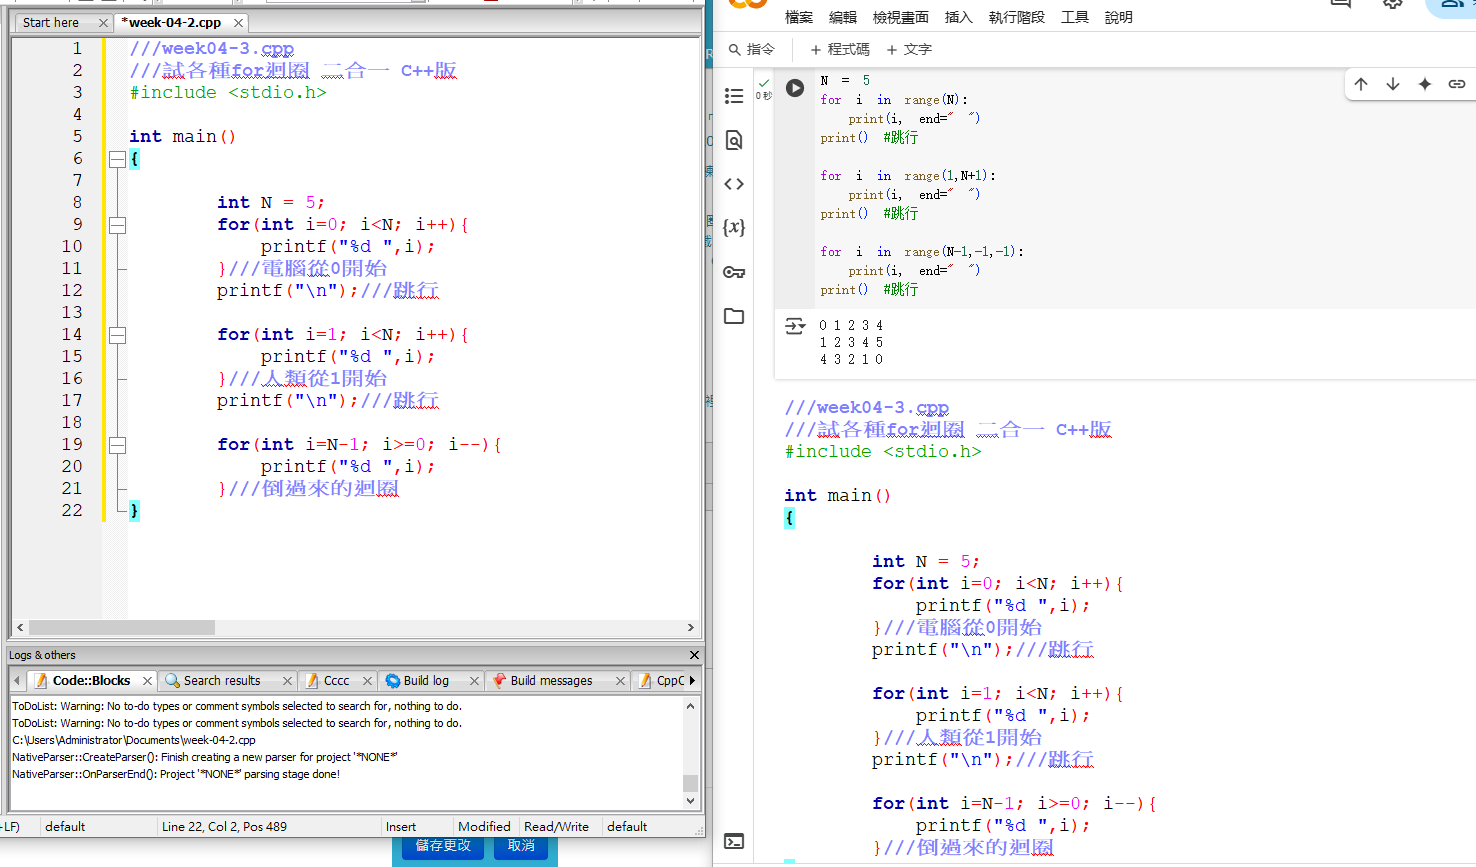 Start here
*week-04-2.cpp
1 ///week04-3.cpp
2 ///試各種for迴圈 二合一 C++版
3 #include <stdio.h>
4
5 int main()
6 {
7
8 int N = 5;
9 for(int i=0; i<N; i++){
10 printf("%d ",i);
11 }///電腦從0開始
12 printf("\n");///跳行
13
14 for(int i=1; i<N; i++){
15 printf("%d ",i);
16 }///人類從1開始
17 printf("\n");///跳行
18
19 for(int i=N-1; i>=0; i--){
20 printf("%d ",i);
21 }///倒過來的迴圈
22 }
Logs & others
Code::Blocks
Search results
Cccc
Build log
Build messages
CppC
ToDoList: Warning: No to-do types or comment symbols selected to search for, nothing to do.
ToDoList: Warning: No to-do types or comment symbols selected to search for, nothing to do.
C:\Users\Administrator\Documents\week-04-2.cpp
NativeParser::CreateParser(): Finish creating a new parser for project '*NONE*'
NativeParser::OnParserEnd(): Project '*NONE*' parsing stage done!
+LF) default Line 22, Col 2, Pos 489 Insert Modified Read/Write default
儲存更改 取消
檔案 編輯 檢視畫面 插入 執行階段 工具 說明
指令 + 程式碼 + 文字
0 秒
N = 5
for i in range(N):
print(i, end=" ")
print() #跳行
for i in range(1,N+1):
print(i, end=" ")
print() #跳行
for i in range(N-1,-1,-1):
print(i, end=" ")
print() #跳行
{x}
0 1 2 3 4
1 2 3 4 5
4 3 2 1 0
///week04-3.cpp
///試各種for迴圈 二合一 C++版
#include <stdio.h>
int main()
{
int N = 5;
for(int i=0; i<N; i++){
printf("%d ",i);
}///電腦從0開始
printf("\n");///跳行
for(int i=1; i<N; i++){
printf("%d ",i);
}///人類從1開始
printf("\n");///跳行
for(int i=N-1; i>=0; i--){
printf("%d ",i);
}///倒過來的迴圈